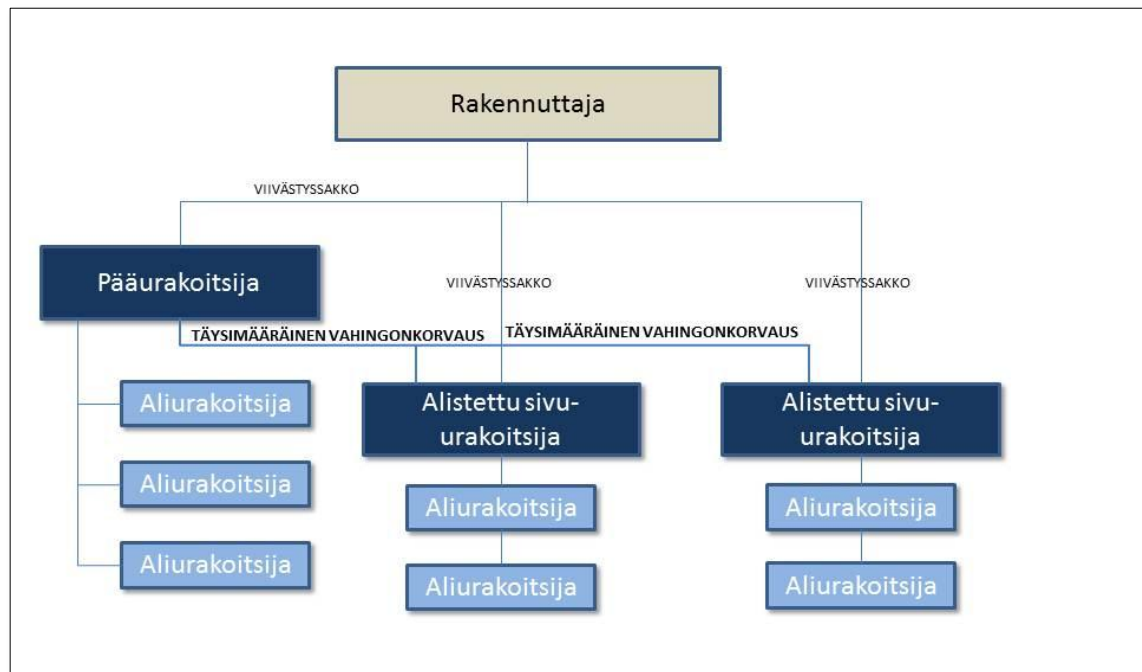 Rakennuttaja
VIIVÄSTYSSAKKO
Pääurakoitsija
VIIVÄSTYSSAKKO
VIIVÄSTYSSAKKO
TÄYSIMÄÄRÄINEN VAHINGONKORVAUS
TÄYSIMÄÄRÄINEN VAHINGONKORVAUS
Aliurakoitsija
Aliurakoitsija
Aliurakoitsija
Alistettu sivu-
urakoitsija
Aliurakoitsija
Aliurakoitsija
Alistettu sivu-
urakoitsija
Aliurakoitsija
Aliurakoitsija